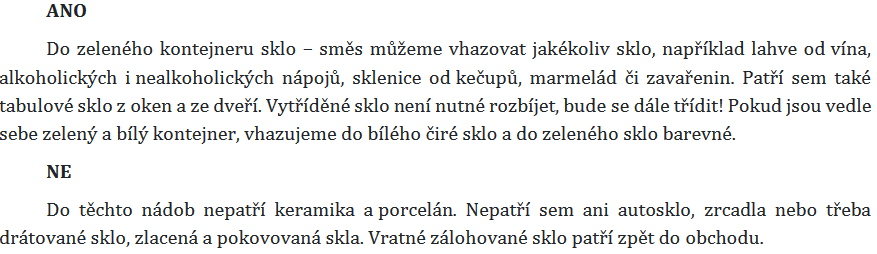 ANO
Do zeleného kontejneru sklo – směs můžeme vhazovat jakékoliv sklo, například lahve od vína,
alkoholických i nealkoholických nápojů, sklenice od kečupů, marmelád či zavařenin. Patří sem také
tabulové sklo z oken a ze dveří. Vytříděné sklo není nutné rozbíjet, bude se dále třídit! Pokud jsou vedle
sebe zelený a bílý kontejner, vhazujeme do bílého čiré sklo a do zeleného sklo barevné.
NE
Do těchto nádob nepatří keramika a porcelán. Nepatří sem ani autosklo, zrcadla nebo třeba
drátované sklo, zlacená a pokovovaná skla. Vratné zálohované sklo patří zpět do obchodu.